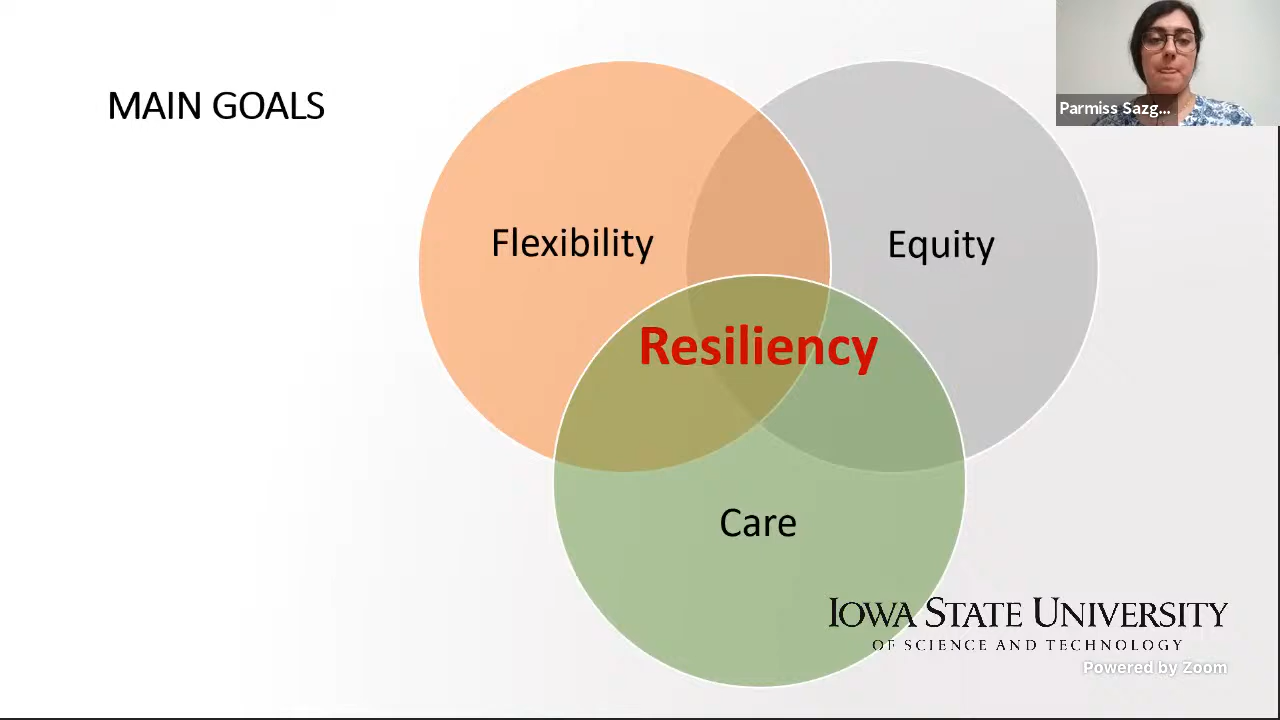 MAIN GOALS
Parmiss Sazg...
Flexibility
Equity
Resiliency
Care
IOWA STATE UNIVERSITY
OF SCIENCE AND TECHNOLOGY
Powered by Zoom